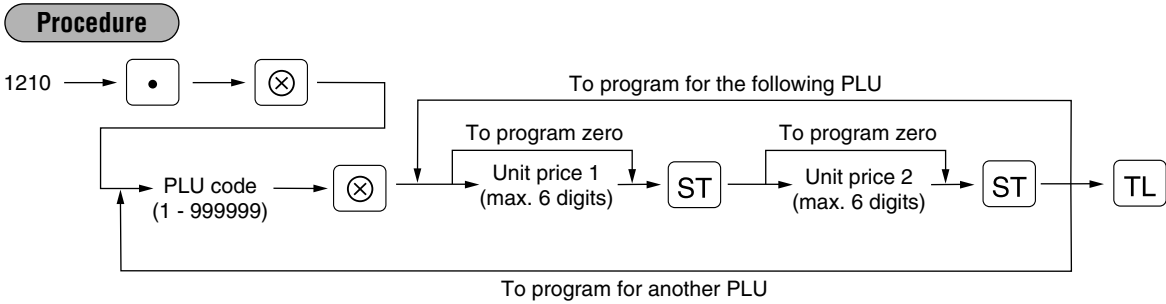 Procedure
1210 • ⊗
To program for the following PLU
To program zero To program zero
PLU code
(1 - 999999)
⊗
Unit price 1
(max. 6 digits)
ST
Unit price 2
(max. 6 digits)
ST
TL
To program for another PLU